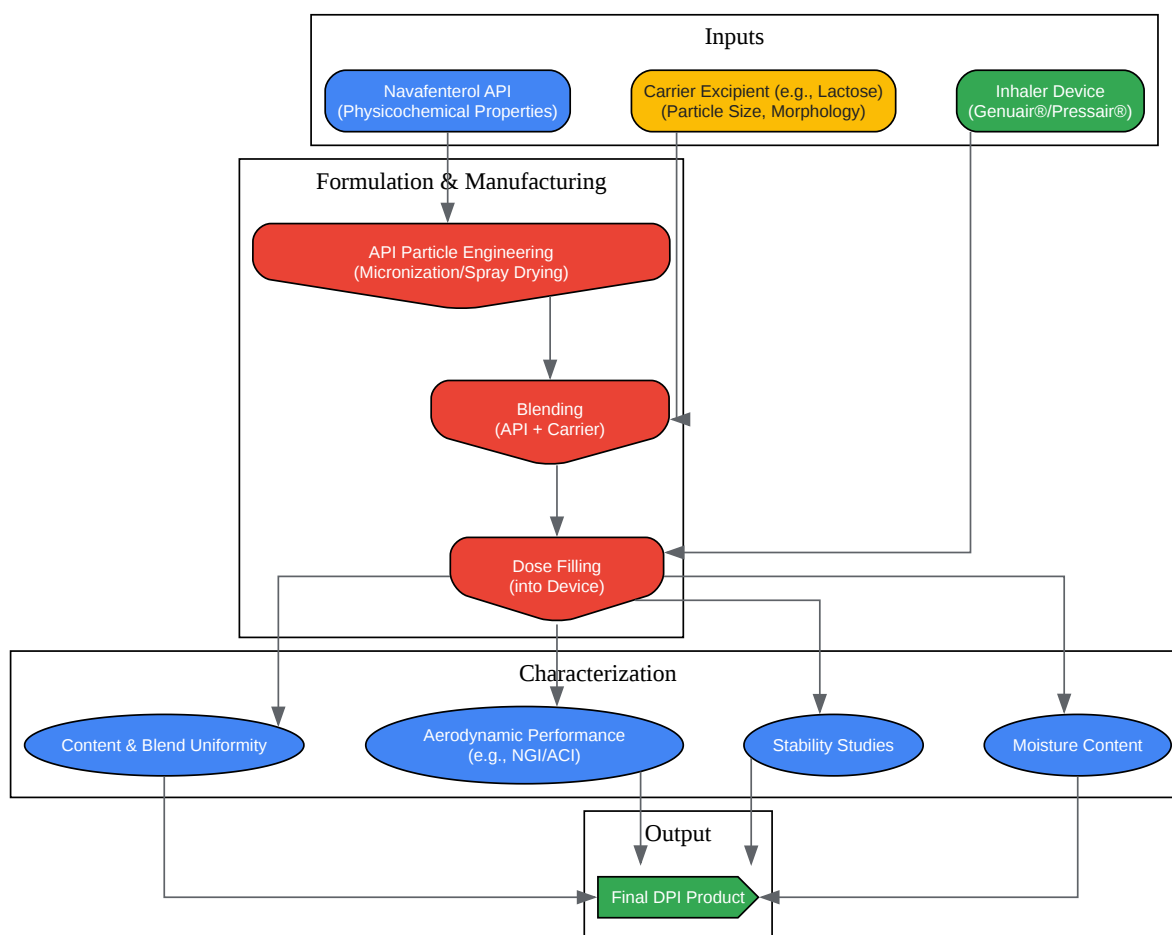 Inputs
Navafenterol API
(Physicochemical Properties)
Carrier Excipient (e.g., Lactose)
(Particle Size, Morphology)
Inhaler Device
(Genuair®/Pressair®)
Formulation & Manufacturing
API Particle Engineering
(Micronization/Spray Drying)
Blending
(API + Carrier)
Dose Filling
(into Device)
Characterization
Content & Blend Uniformity
Aerodynamic Performance
(e.g., NGI/ACI)
Stability Studies
Moisture Content
Output
Final DPI Product